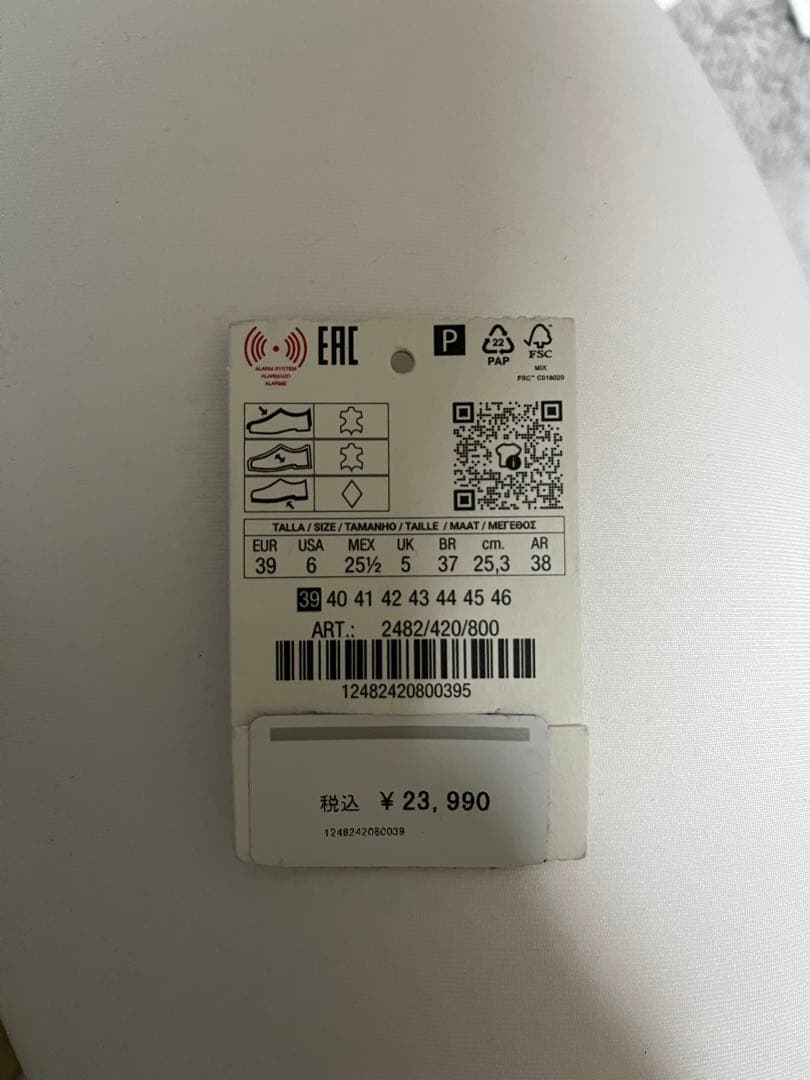 EAC
P
22
PAP
FSC
MIX
FSC™ C018029
ALARM SYSTEM
ALARMADO
ALARME
TALLA / SIZE / TAMANHO / TAILLE / MAAT / ΜΕΓΕΘΟΣ
EUR USA MEX UK BR cm. AR
39 6 25½ 5 37 25,3 38
39 40 41 42 43 44 45 46
ART.: 2482/420/800
12482420800395
税込 ¥ 23,990
1248242080039